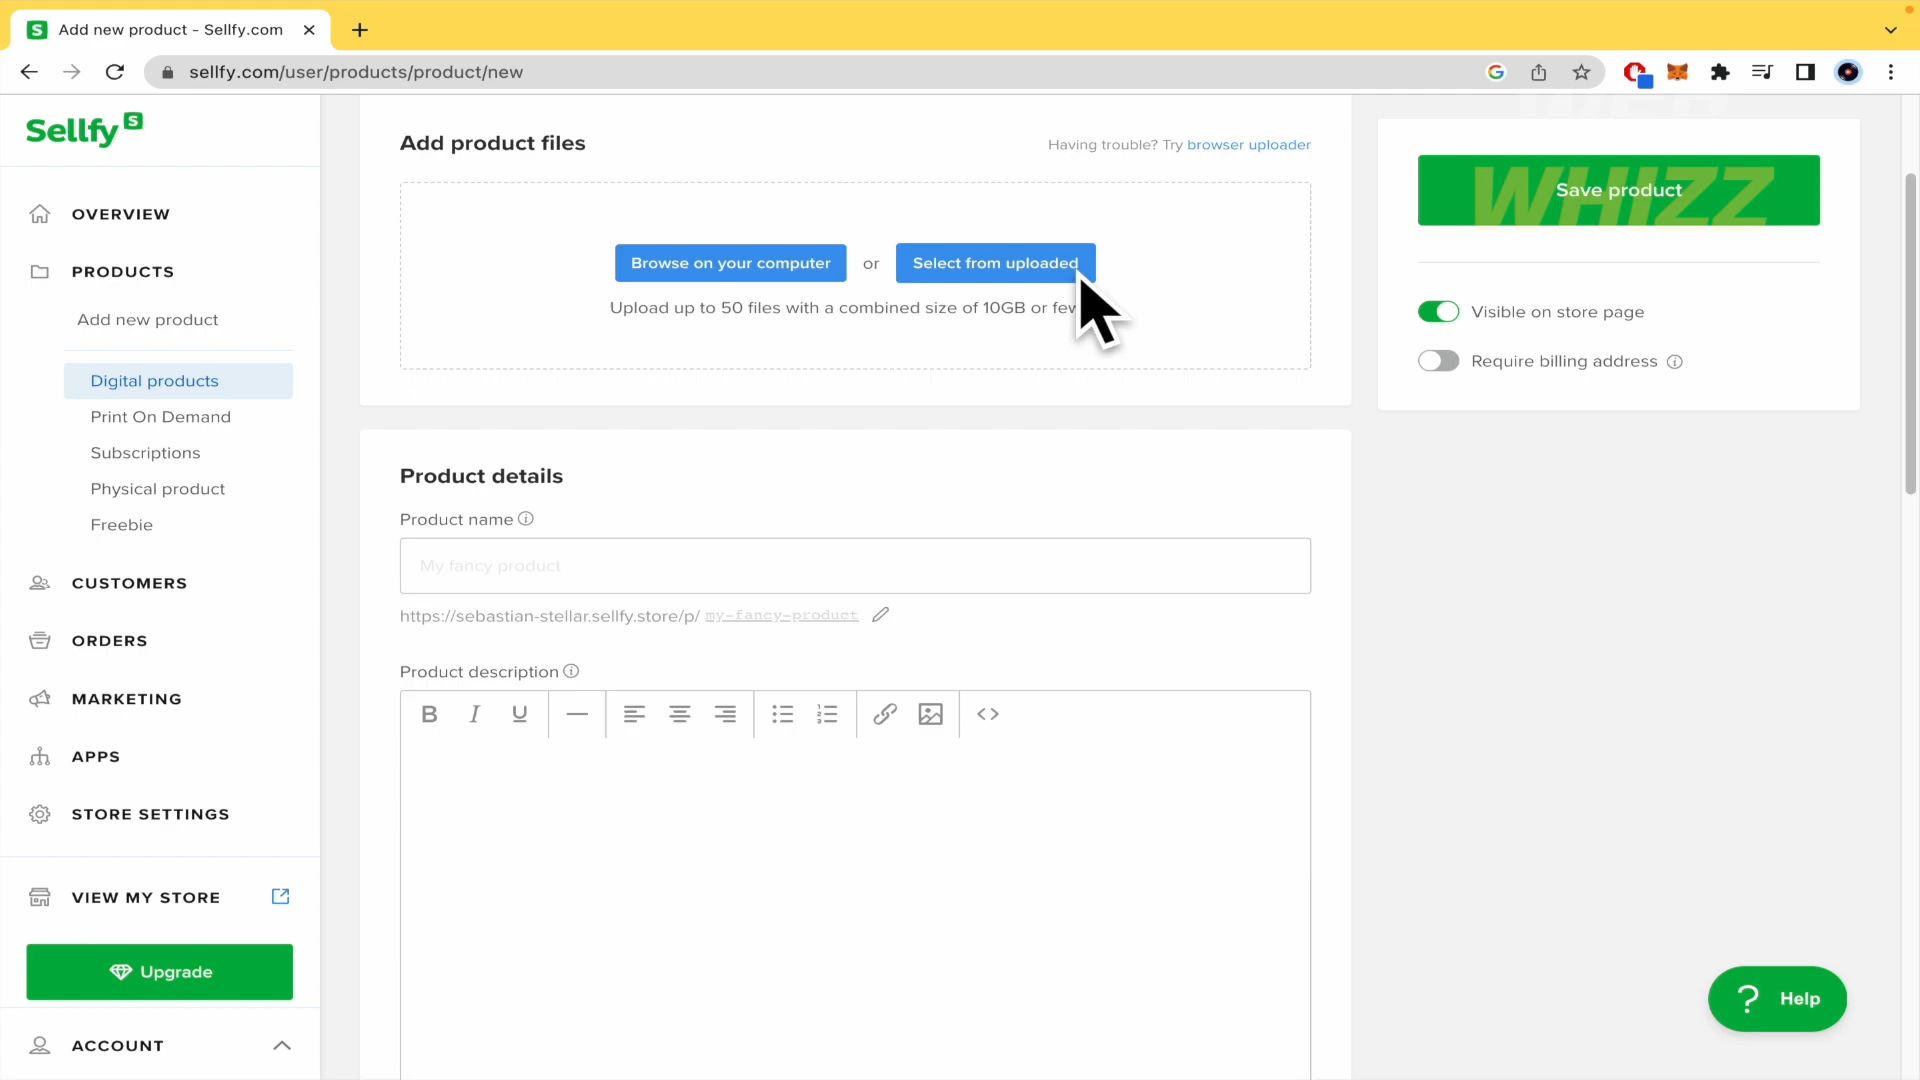 Add new product - Sellfy.com
sellfy.com/user/products/product/new
Sellfy S
OVERVIEW
PRODUCTS
Add new product
Digital products
Print On Demand
Subscriptions
Physical product
Freebie
CUSTOMERS
ORDERS
MARKETING
APPS
STORE SETTINGS
VIEW MY STORE
Upgrade
ACCOUNT
Add product files
Having trouble? Try browser uploader
Browse on your computer or Select from uploaded
Upload up to 50 files with a combined size of 10GB or
Product details
Product name
My fancy product
https://sebastian-stellar.sellfy.store/p/ my-fancy-product
Product description
B I U
WHIZZ
Save product
Visible on store page
Require billing address
? Help